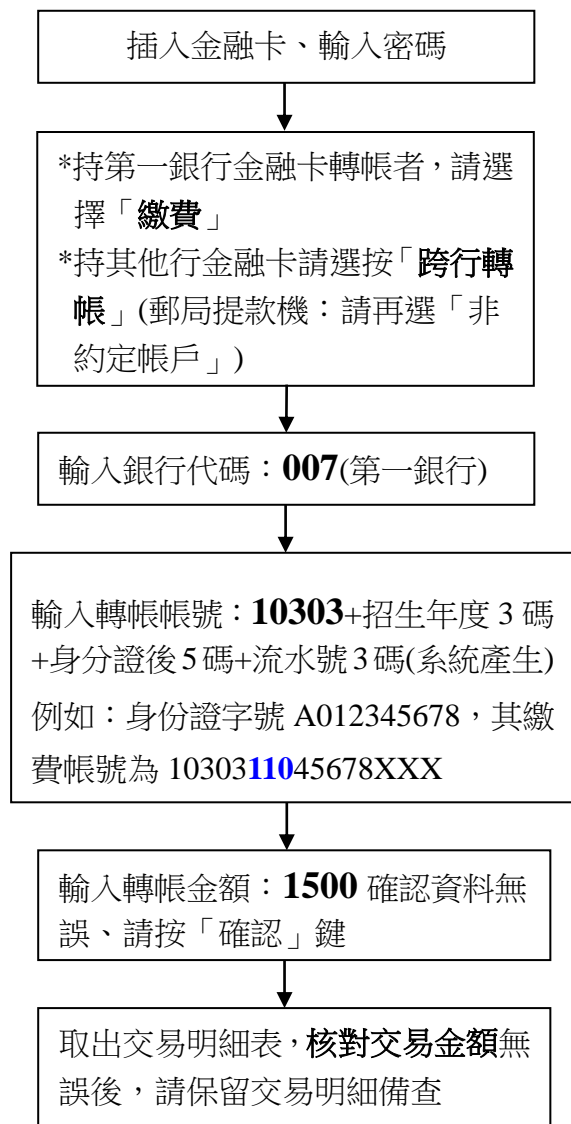 插入金融卡、輸入密碼
*持第一銀行金融卡轉帳者，請選
擇「繳費」
*持其他行金融卡請選按「跨行轉
帳」(郵局提款機：請再選「非
約定帳戶」)
輸入銀行代碼：007(第一銀行)
輸入轉帳帳號：10303+招生年度 3 碼
+身分證後 5 碼+流水號 3 碼(系統產生)
例如：身份證字號 A012345678，其繳
費帳號為 1030311045678XXX
輸入轉帳金額：1500 確認資料無
誤、請按「確認」鍵
取出交易明細表，核對交易金額無
誤後，請保留交易明細備查